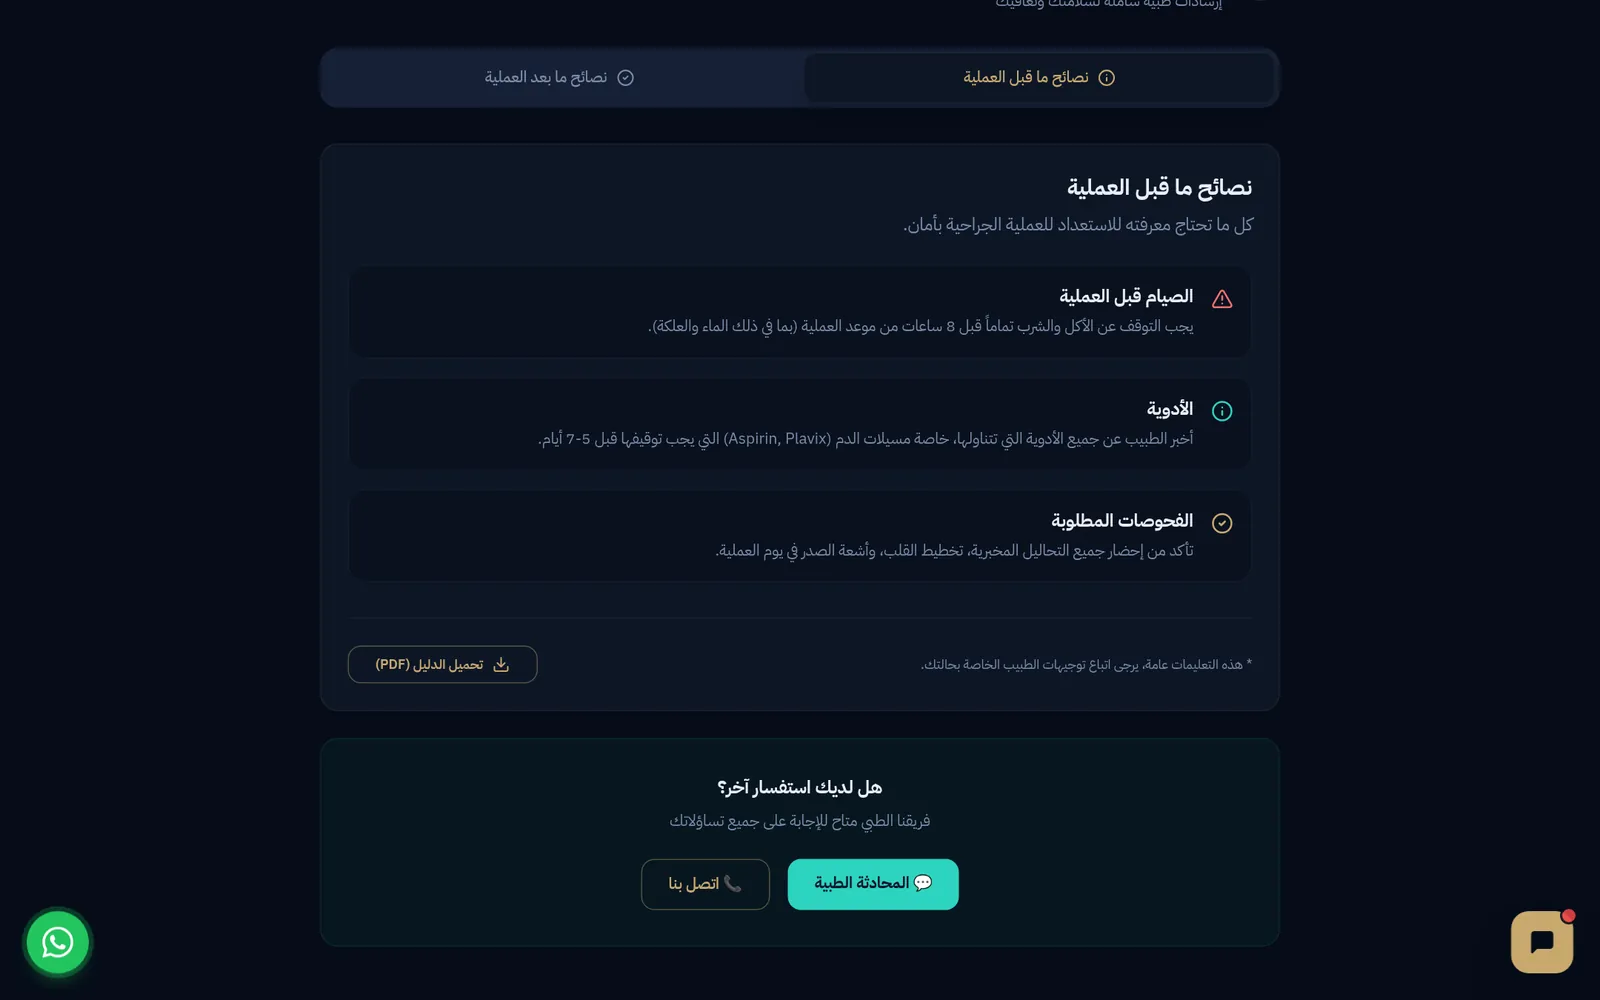 إرشادات طبية شاملة لسلامتك وتعافيك
نصائح ما قبل العملية
نصائح ما بعد العملية
نصائح ما قبل العملية
كل ما تحتاج معرفته للاستعداد للعملية الجراحية بأمان.
الصيام قبل العملية
يجب التوقف عن الأكل والشرب تماماً قبل 8 ساعات من موعد العملية (بما في ذلك الماء والعلكة).
الأدوية
أخبر الطبيب عن جميع الأدوية التي تتناولها، خاصة مسيلات الدم (Aspirin, Plavix) التي يجب توقيفها قبل 5-7 أيام.
الفحوصات المطلوبة
تأكد من إحضار جميع التحاليل المخبرية، تخطيط القلب، وأشعة الصدر في يوم العملية.
* هذه التعليمات عامة، يرجى اتباع توجيهات الطبيب الخاصة بحالتك.
تحميل الدليل (PDF)
هل لديك استفسار آخر؟
فريقنا الطبي متاح للإجابة على جميع تساؤلاتك
💬 المحادثة الطبية
📞 اتصل بنا